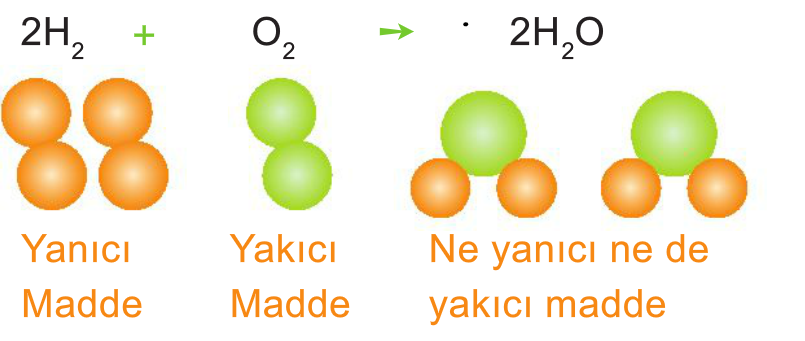 2H₂ + O₂ → 2H₂O
Yanıcı Madde
Yakıcı Madde
Ne yanıcı ne de
yakıcı madde